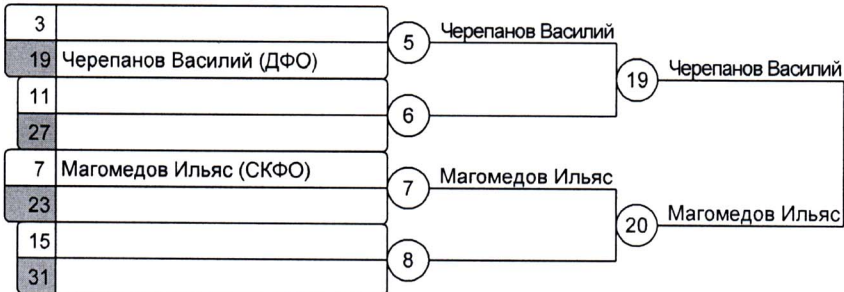 3
5
Черепанов Василий
19 Черепанов Василий (ДФО)
19
Черепанов Василий
11
6
27
7 Магомедов Ильяс (СКФО)
7
Магомедов Ильяс
23
20
Магомедов Ильяс
15
8
31